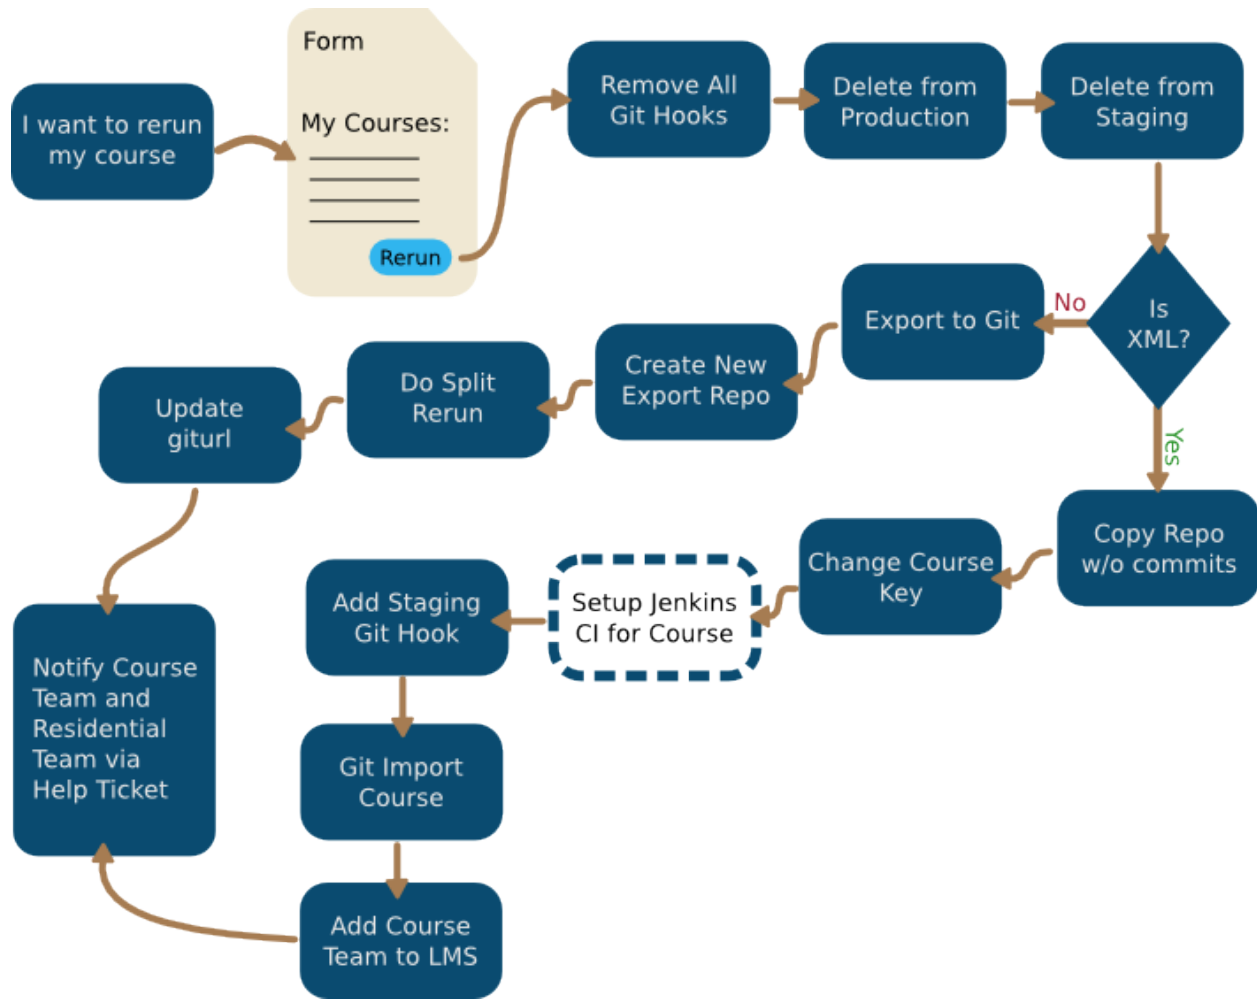 I want to rerun
my course
Form
My Courses:
Rerun
Remove All
Git Hooks
Delete from
Production
Delete from
Staging
Is
XML?
No
Export to Git
Create New
Export Repo
Do Split
Rerun
Update
giturl
Yes
Copy Repo
w/o commits
Change Course
Key
Setup Jenkins
CI for Course
Add Staging
Git Hook
Git Import
Course
Add Course
Team to LMS
Notify Course
Team and
Residential
Team via
Help Ticket